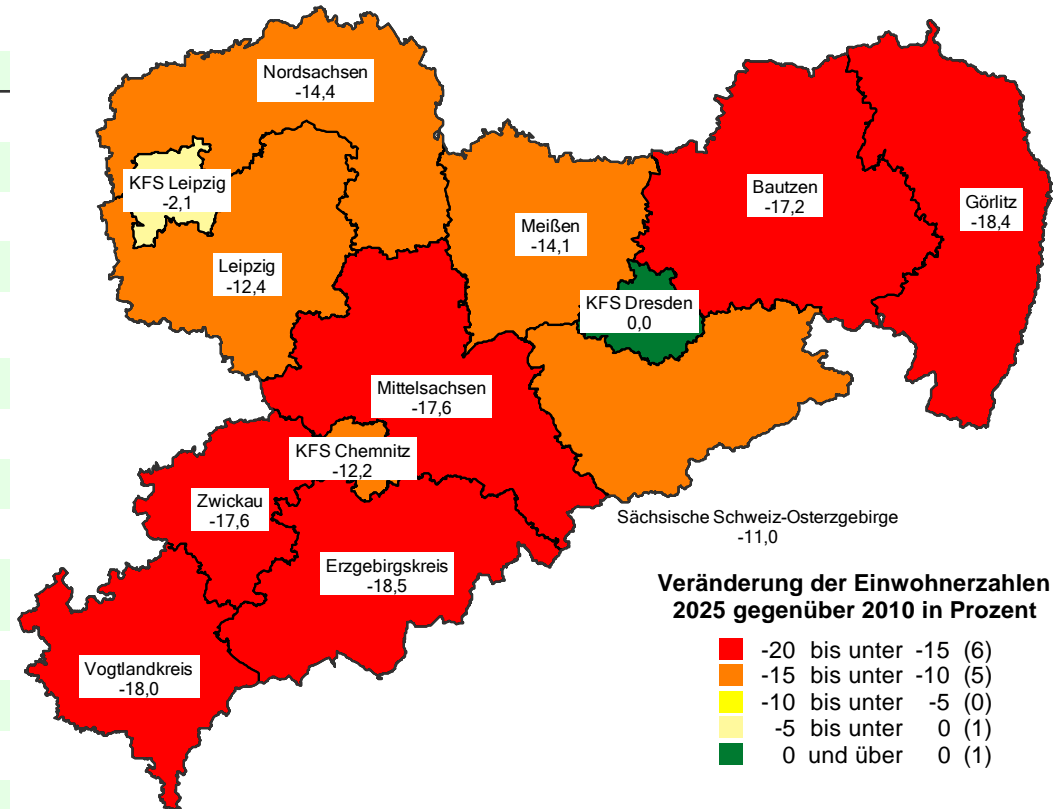 Nordsachsen
-14,4
KFS Leipzig
-2,1
Bautzen
-17,2
Görlitz
-18,4
Meißen
-14,1
Leipzig
-12,4
KFS Dresden
0,0
Mittelsachsen
-17,6
KFS Chemnitz
-12,2
Zwickau
-17,6
Sächsische Schweiz-Osterzgebirge
-11,0
Erzgebirgskreis
-18,5
Vogtlandkreis
-18,0
Veränderung der Einwohnerzahlen
2025 gegenüber 2010 in Prozent
-20 bis unter -15 (6)
-15 bis unter -10 (5)
-10 bis unter -5 (0)
-5 bis unter 0 (1)
0 und über 0 (1)